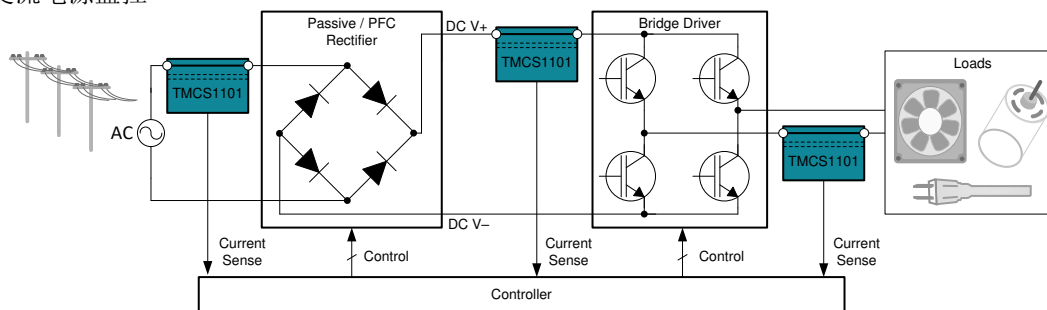 交流电源监控
Passive / PFC
Rectifier
DC V+
Bridge Driver
Loads
TMCS1101
TMCS1101
TMCS1101
AC
DC V–
Current
Sense
Control
Current
Sense
Control
Current
Sense
Controller